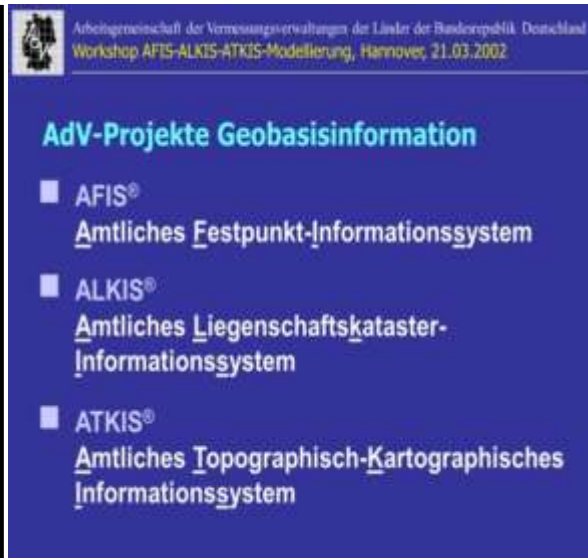 Arbeitsgemeinschaft der Vermessungsverwaltungen der Länder der Bundesrepublik Deutschland
Workshop AFIS-ALKIS-ATKIS-Modellierung, Hannover, 21.03.2002
AdV-Projekte Geobasisinformation
AFIS®
Amtliches Festpunkt-Informationssystem
ALKIS®
Amtliches Liegenschaftskataster-
Informationssystem
ATKIS®
Amtliches Topographisch-Kartographisches
Informationssystem